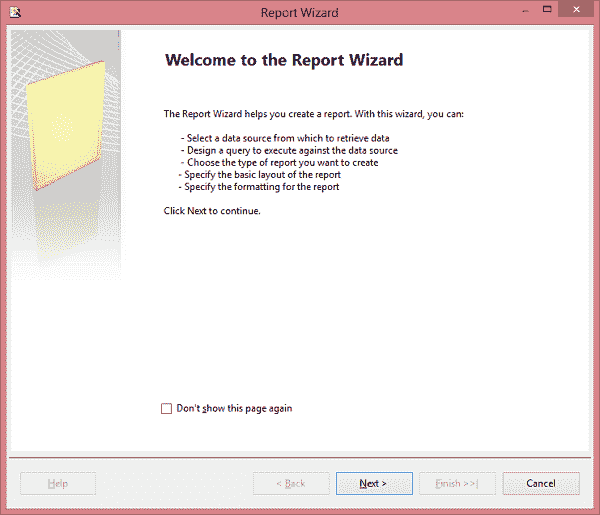 Report Wizard
Welcome to the Report Wizard
The Report Wizard helps you create a report. With this wizard, you can:
- Select a data source from which to retrieve data
- Design a query to execute against the data source
- Choose the type of report you want to create
- Specify the basic layout of the report
- Specify the formatting for the report
Click Next to continue.
Don't show this page again
Help < Back Next > Finish >>| Cancel